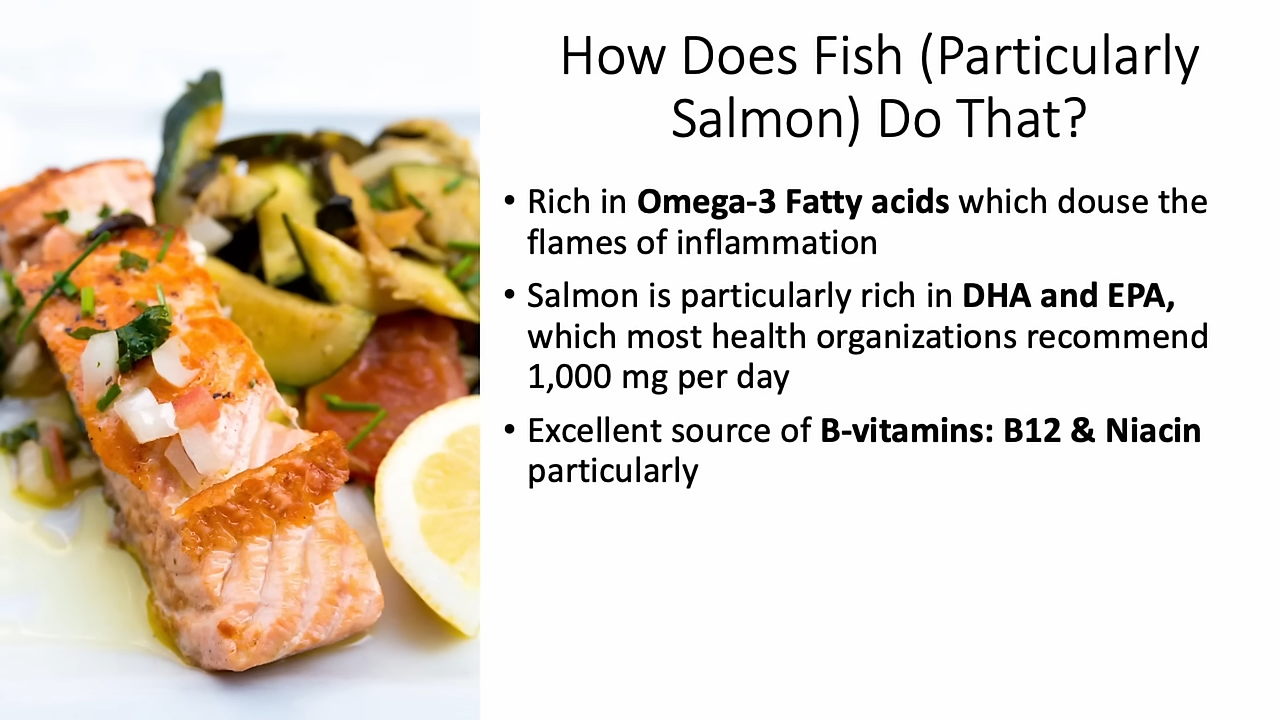 How Does Fish (Particularly
Salmon) Do That?
• Rich in Omega-3 Fatty acids which douse the
flames of inflammation
• Salmon is particularly rich in DHA and EPA,
which most health organizations recommend
1,000 mg per day
• Excellent source of B-vitamins: B12 & Niacin
particularly